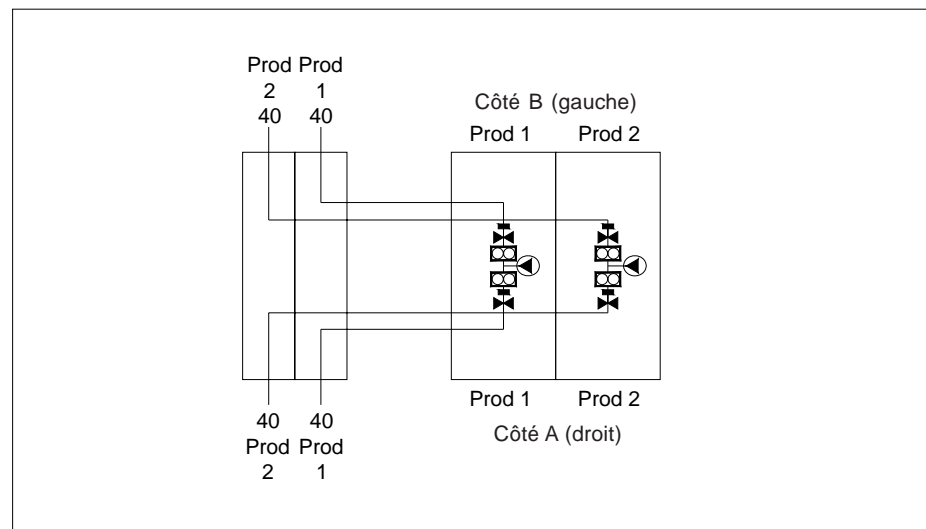 Prod Prod
2 1
40 40
Côté B (gauche)
Prod 1 Prod 2
Prod 1 Prod 2
Côté A (droit)
40 40
Prod Prod
2 1